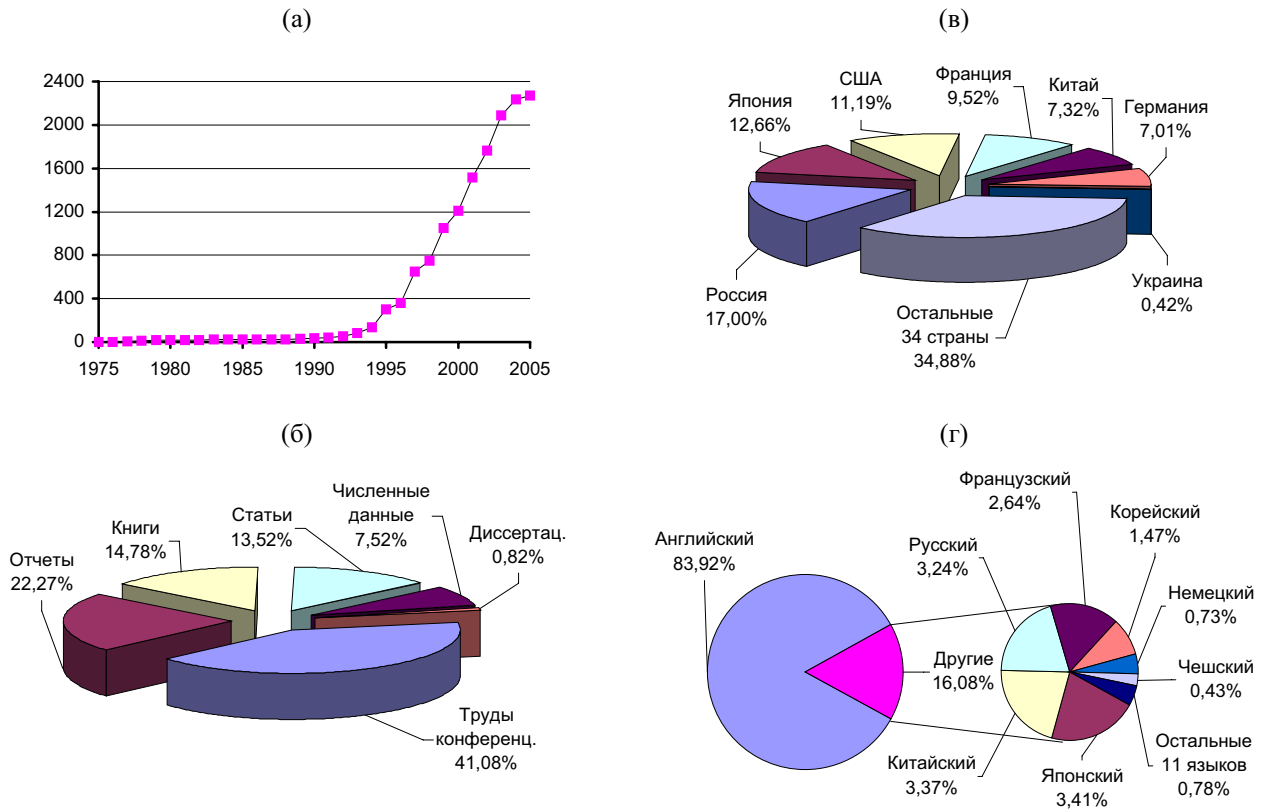 (а)
2400
2000
1600
1200
800
400
0
1975
1980
1985
1990
1995
2000
2005
(в)
США
11,19%
Франция
9,52%
Китай
7,32%
Германия
7,01%
Япония
12,66%
Россия
17,00%
Остальные
34 страны
34,88%
Украина
0,42%
(б)
Численные
данные
7,52%
Статьи
13,52%
Книги
14,78%
Диссертац.
0,82%
Отчеты
22,27%
Труды
конференц.
41,08%
(г)
Французский
2,64%
Корейский
1,47%
Английский
83,92%
Русский
3,24%
Немецкий
0,73%
Другие
16,08%
Чешский
0,43%
Остальные
11 языков
0,78%
Китайский
3,37%
Японский
3,41%